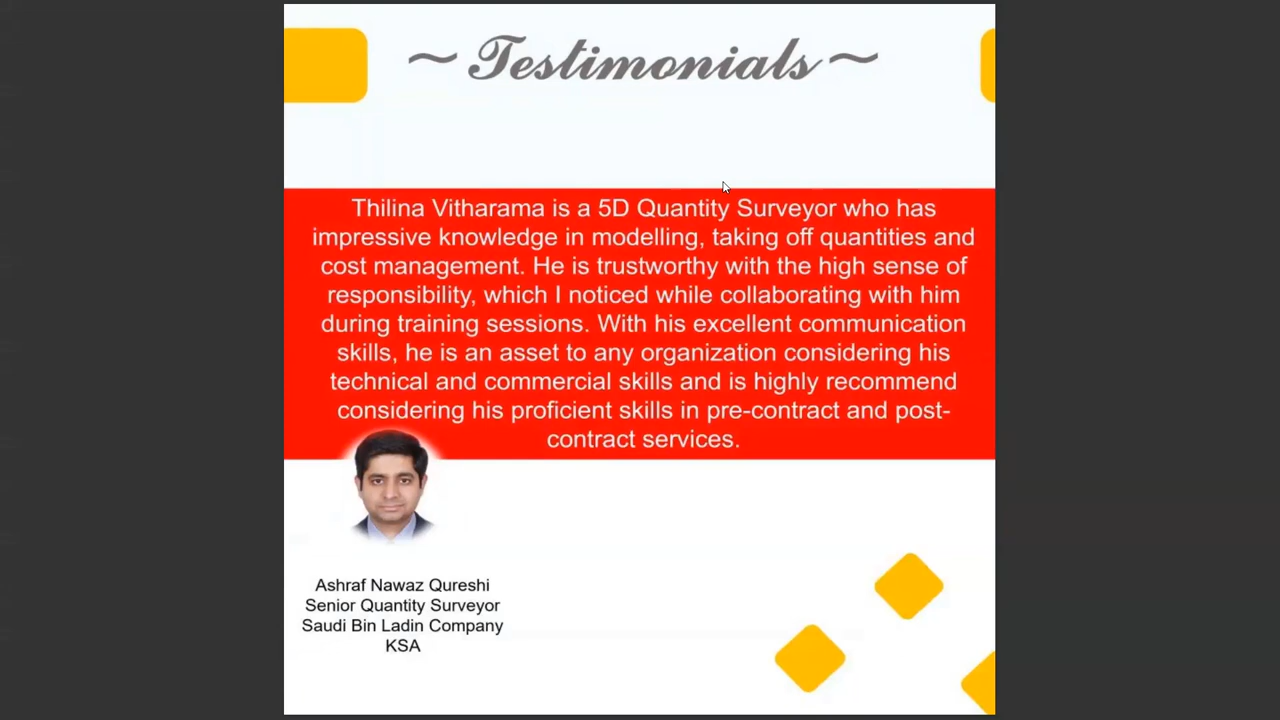 ~Testimonials~
Thilina Vitharama is a 5D Quantity Surveyor who has
impressive knowledge in modelling, taking off quantities and
cost management. He is trustworthy with the high sense of
responsibility, which I noticed while collaborating with him
during training sessions. With his excellent communication
skills, he is an asset to any organization considering his
technical and commercial skills and is highly recommend
considering his proficient skills in pre-contract and post-
contract services.
Ashraf Nawaz Qureshi
Senior Quantity Surveyor
Saudi Bin Ladin Company
KSA